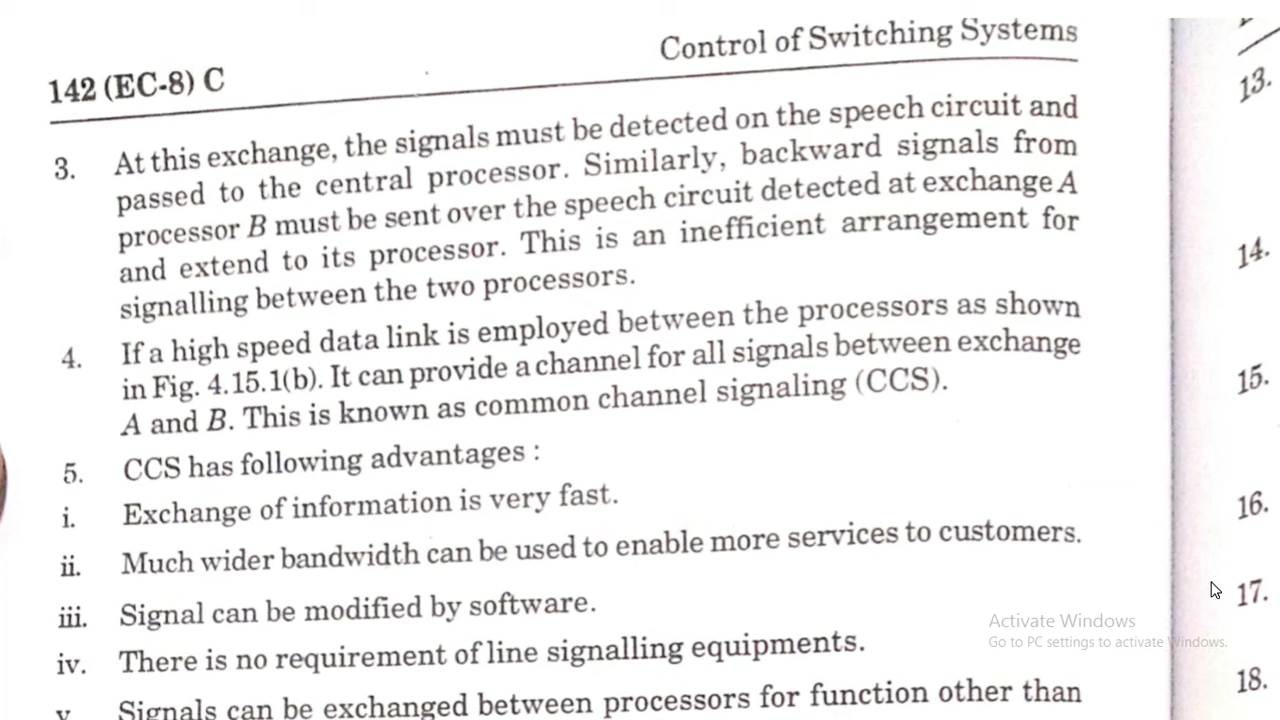 Control of Switching Systems
142 (EC-8) C
3. At this exchange, the signals must be detected on the speech circuit and
passed to the central processor. Similarly, backward signals from
processor B must be sent over the speech circuit detected at exchange A
and extend to its processor. This is an inefficient arrangement for
signalling between the two processors.
4. If a high speed data link is employed between the processors as shown
in Fig. 4.15.1(b). It can provide a channel for all signals between exchange
A and B. This is known as common channel signaling (CCS).
5. CCS has following advantages :
i. Exchange of information is very fast.
ii. Much wider bandwidth can be used to enable more services to customers.
iii. Signal can be modified by software.
iv. There is no requirement of line signalling equipments.
v. Signals can be exchanged between processors for function other than
13.
14.
15.
16.
17.
18.
Activate Windows
Go to PC settings to activate Windows.